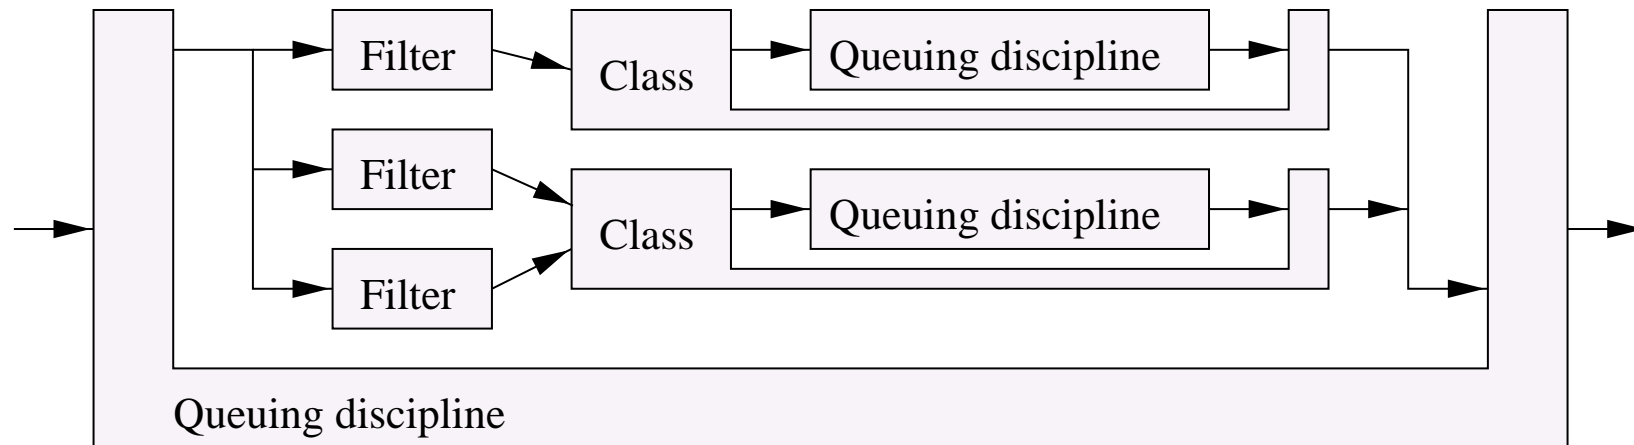 Filter
Class
Queuing discipline
Filter
Filter
Class
Queuing discipline
Queuing discipline